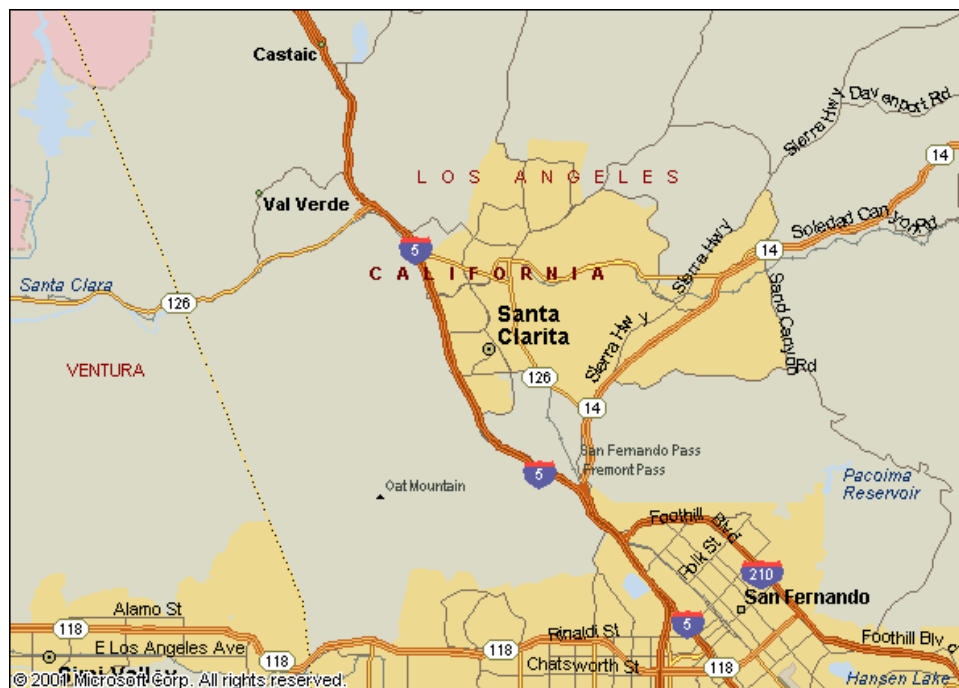 Castaic
Davenport Rd
Sierra Hwy
14
LOS ANGELES
Val Verde
Soledad Canyon Rd
Sierra Hwy
5
14
CALIFORNIA
Santa Clara
126
Sierra Hwy
Sand Canyon Rd
Santa
Clarita
VENTURA
126
14
San Fernando Pass
Fremont Pass
5
Pacoima
Reservoir
Oat Mountain
Foothill Blvd
Polk St
210
San Fernando
Alamo St
118
5
Rinaldi St
E Los Angeles Ave
Foothill Blv
118
118
Chatsworth St
118
Simi Valley
Hansen Lake
© 2001 Microsoft Corp. All rights reserved.